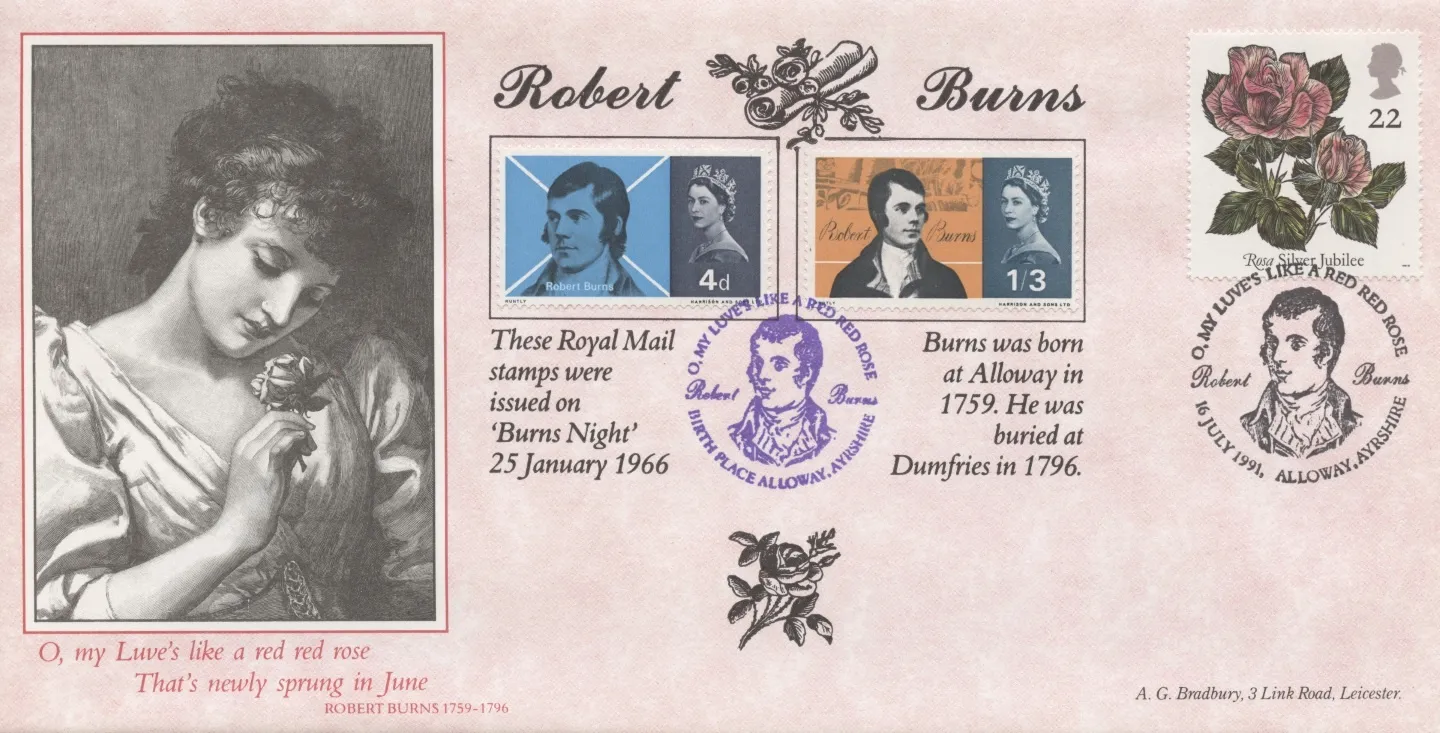 Robert Burns
Robert Burns
4d
HUNTLY
HARRISON AND SONS LTD
Robert Burns
1/3
HARRISON AND SONS LTD
22
Rosa Silver Jubilee
These Royal Mail
stamps were
issued on
‘Burns Night’
25 January 1966
O, MY LUVE'S LIKE A RED RED ROSE
Robert Burns
BIRTH PLACE ALLOWAY, AYRSHIRE
Burns was born
at Alloway in
1759. He was
buried at
Dumfries in 1796.
O, MY LUVE'S LIKE A RED RED ROSE
Robert Burns
16 JULY 1991, ALLOWAY, AYRSHIRE
O, my Luve's like a red red rose
That's newly sprung in June
ROBERT BURNS 1759-1796
A. G. Bradbury, 3 Link Road, Leicester.